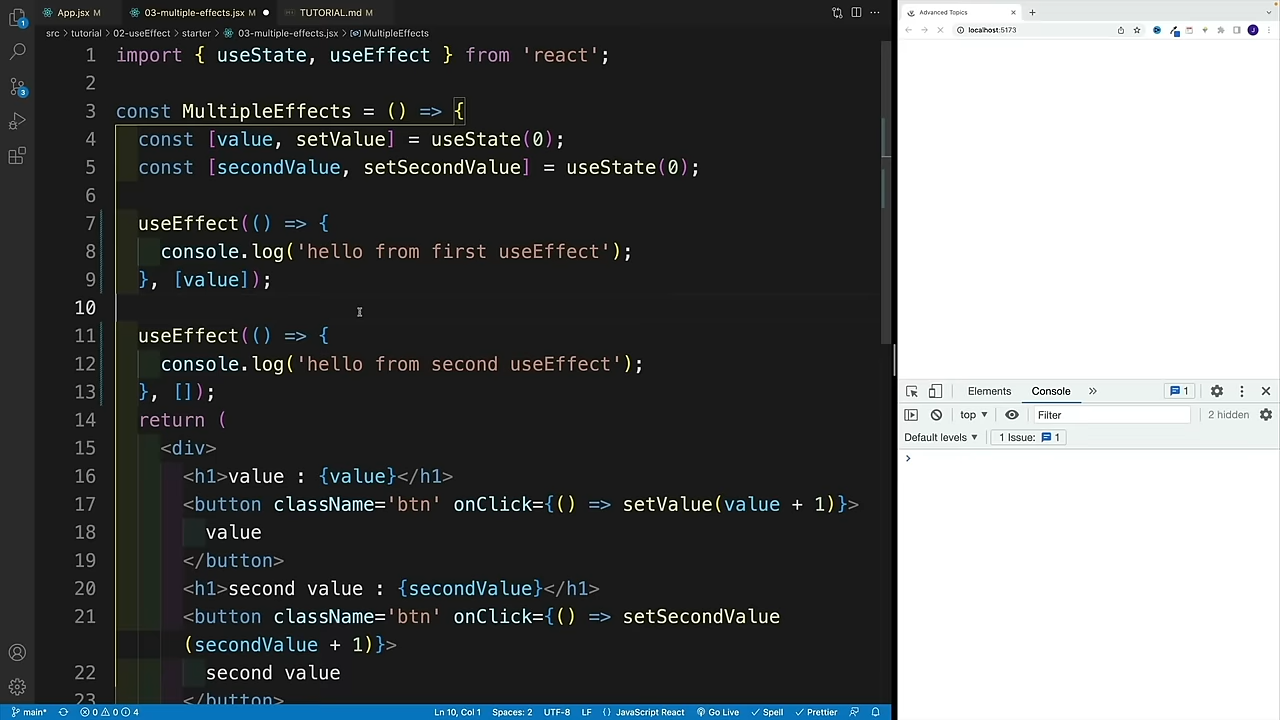 App.jsx M
03-multiple-effects.jsx M
TUTORIAL.md M
src > tutorial > 02-useEffect > starter > 03-multiple-effects.jsx > MultipleEffects
1 import { useState, useEffect } from 'react';
2
3 const MultipleEffects = () => {
4 const [value, setValue] = useState(0);
5 const [secondValue, setSecondValue] = useState(0);
6
7 useEffect(() => {
8 console.log('hello from first useEffect');
9 }, [value]);
10
11 useEffect(() => {
12 console.log('hello from second useEffect');
13 }, []);
14 return (
15 <div>
16 <h1>value : {value}</h1>
17 <button className='btn' onClick={() => setValue(value + 1)}>
18 value
19 </button>
20 <h1>second value : {secondValue}</h1>
21 <button className='btn' onClick={() => setSecondValue
(secondValue + 1)}>
22 second value
23 </button>
1
3
main*
0 0 4
Ln 10, Col 1 Spaces: 2 UTF-8 LF {} JavaScript React Go Live Spell Prettier
Advanced Topics
localhost:5173
J
Elements Console » 1
top Filter 2 hidden
Default levels 1 Issue: 1
>